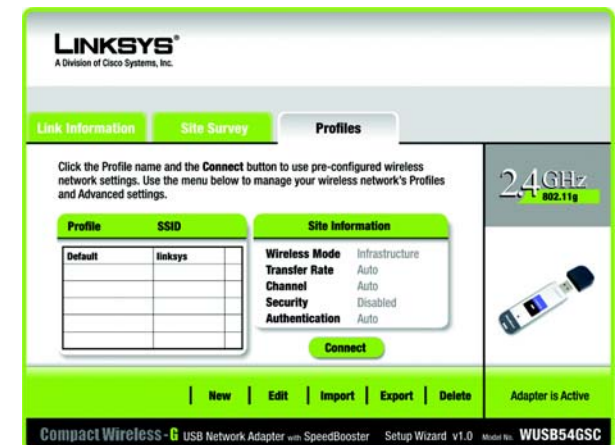 LINKSYS®
A Division of Cisco Systems, Inc.
Link Information
Site Survey
Profiles
Click the Profile name and the Connect button to use pre-configured wireless
network settings. Use the menu below to manage your wireless network's Profiles
and Advanced settings.
2.4GHz
802.11g
Profile SSID
Default linksys
Site Information
Wireless Mode Infrastructure
Transfer Rate Auto
Channel Auto
Security Disabled
Authentication Auto
Connect
New | Edit | Import | Export | Delete
Adapter is Active
Compact Wireless-G USB Network Adapter with SpeedBooster Setup Wizard v1.0 Model No. WUSB54GSC